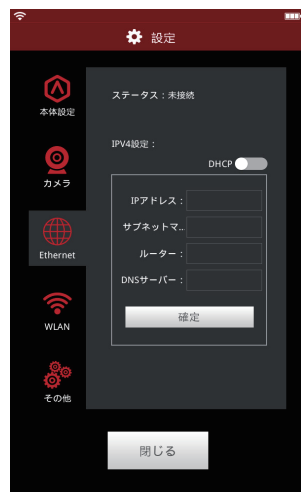 設定
本体設定
カメラ
Ethernet
WLAN
その他
ステータス：未接続
IPV4設定：
DHCP
IPアドレス：
サブネットマ...
ルーター：
DNSサーバー：
確定
閉じる